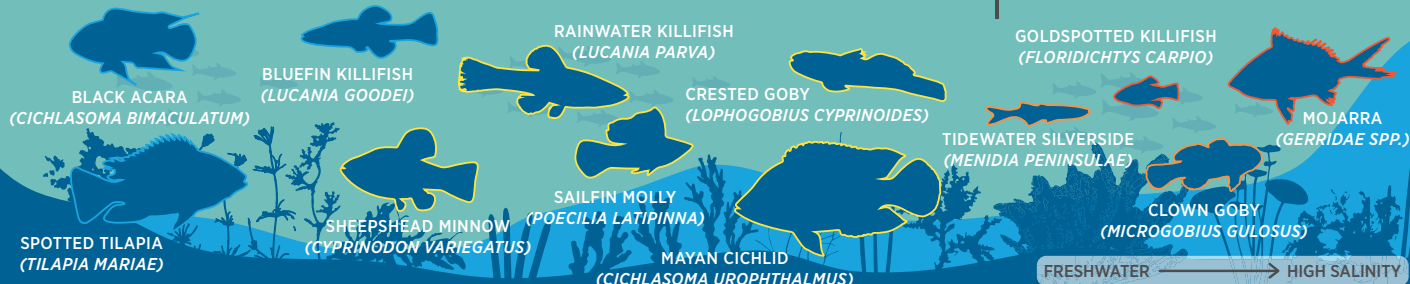 BLACK ACARA
(CICHLASOMA BIMACULATUM)
BLUEFIN KILLIFISH
(LUCANIA GOODEI)
RAINWATER KILLIFISH
(LUCANIA PARVA)
CRESTED GOBY
(LOPHOGOBIUS CYPRINOIDES)
GOLDSPOTTED KILLIFISH
(FLORIDICHTYS CARPIO)
MOJARRA
(GERRIDAE SPP.)
TIDEWATER SILVERSIDE
(MENIDIA PENINSULAE)
SPOTTED TILAPIA
(TILAPIA MARIAE)
SHEEPSHEAD MINNOW
(CYPRINODON VARIEGATUS)
SAILFIN MOLLY
(POECILIA LATIPINNA)
MAYAN CICHLID
(CICHLASOMA UROPHTHALMUS)
CLOWN GOBY
(MICROGOBIUS GULOSUS)
FRESHWATER HIGH SALINITY